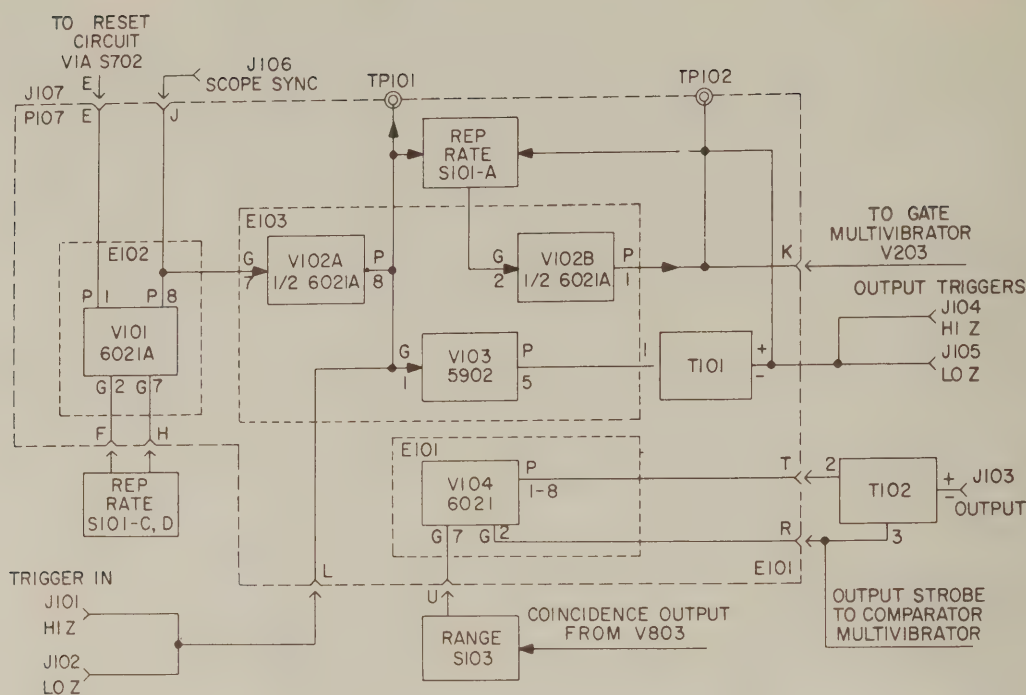 TO RESET
CIRCUIT
VIA S702
E
J106
SCOPE SYNC
TP101
TP102
J107
P107
E
J
REP
RATE
S101-A
E103
E102
V102A
1/2 6021A
G
7
P
8
G
2
V102B
1/2 6021A
P
1
K
TO GATE
MULTIVIBRATOR
V203
P 1
P 8
V101
6021A
G 2
G 7
G
1
V103
5902
P
5
1
T101
+
-
OUTPUT TRIGGERS
J104
HI Z
J105
LO Z
F
H
REP
RATE
S101-C, D
E101
V104
6021
P
1-8
G 7
G 2
T
2
T102
+
-
J103
OUTPUT
R
3
E101
L
U
TRIGGER IN
J101
HI Z
J102
LO Z
RANGE
S103
COINCIDENCE OUTPUT
FROM V803
OUTPUT STROBE
TO COMPARATOR
MULTIVIBRATOR